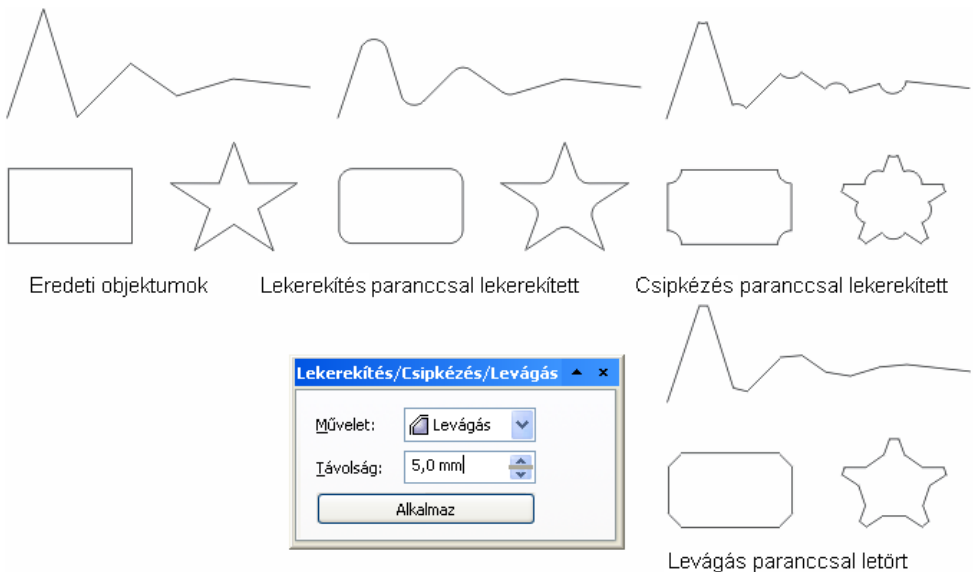 Eredeti objektumok
Lekerekítés paranccsal lekerekített
Csipkézés paranccsal lekerekített
Lekerekítés/Csipkézés/Levágás
Művelet:
Levágás
Távolság:
5,0 mm
Alkalmaz
Levágás paranccsal letört